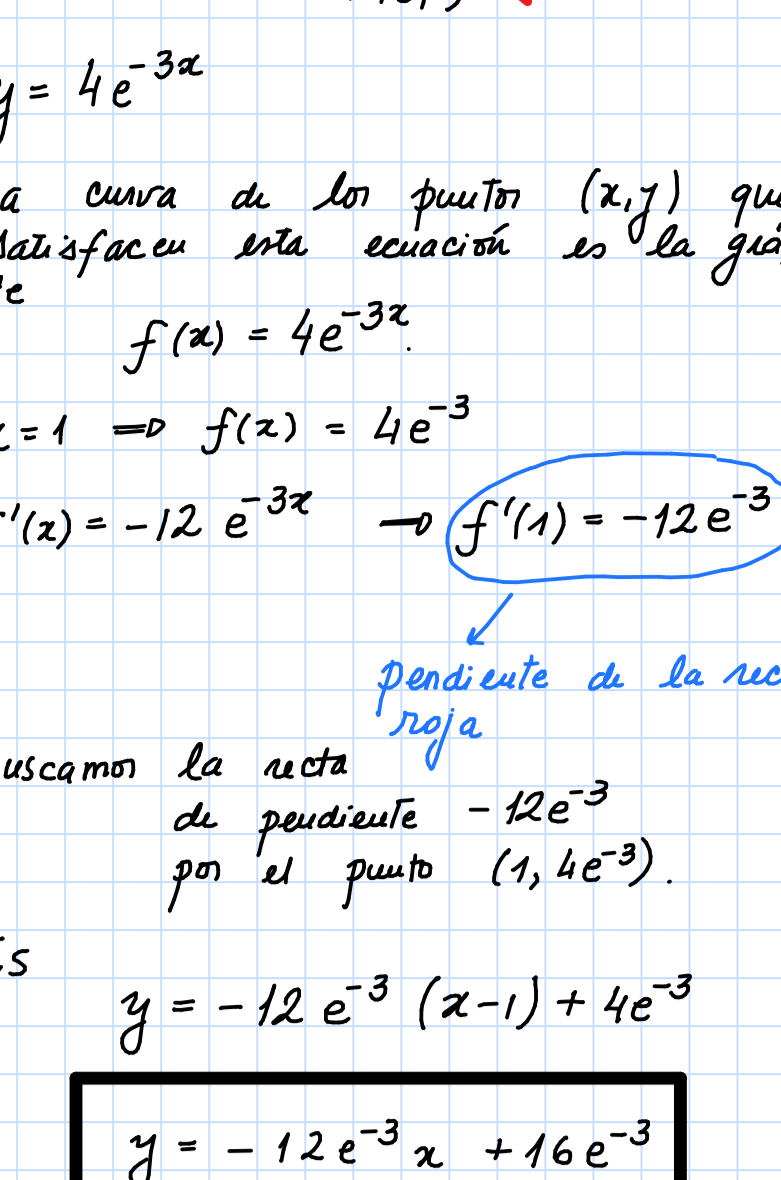 y = 4e^{-3x}
a curva de los puntos (x,y) que
satisfacen esta ecuación es la grá
e
f(x) = 4e^{-3x}.
x=1 ⇒ f(x) = 4e^{-3}
f'(x) = -12 e^{-3x} → f'(1) = -12e^{-3}
pendiente de la rec
roja
uscamos la recta
de pendiente -12e^{-3}
por el punto (1, 4e^{-3}).
ES
y = -12 e^{-3} (x-1) + 4e^{-3}
y = -12e^{-3}x +16e^{-3}